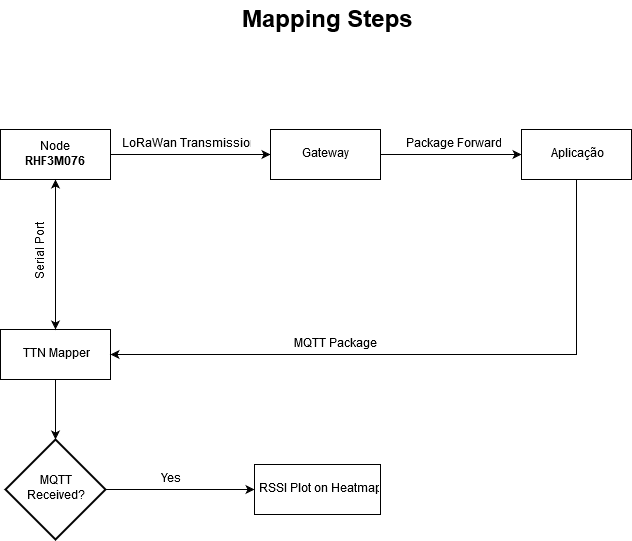 Mapping Steps
Node
RHF3M076
LoRaWan Transmissio
Gateway
Package Forward
Aplicação
Serial Port
TTN Mapper
MQTT Package
MQTT
Received?
Yes
RSSI Plot on Heatmap